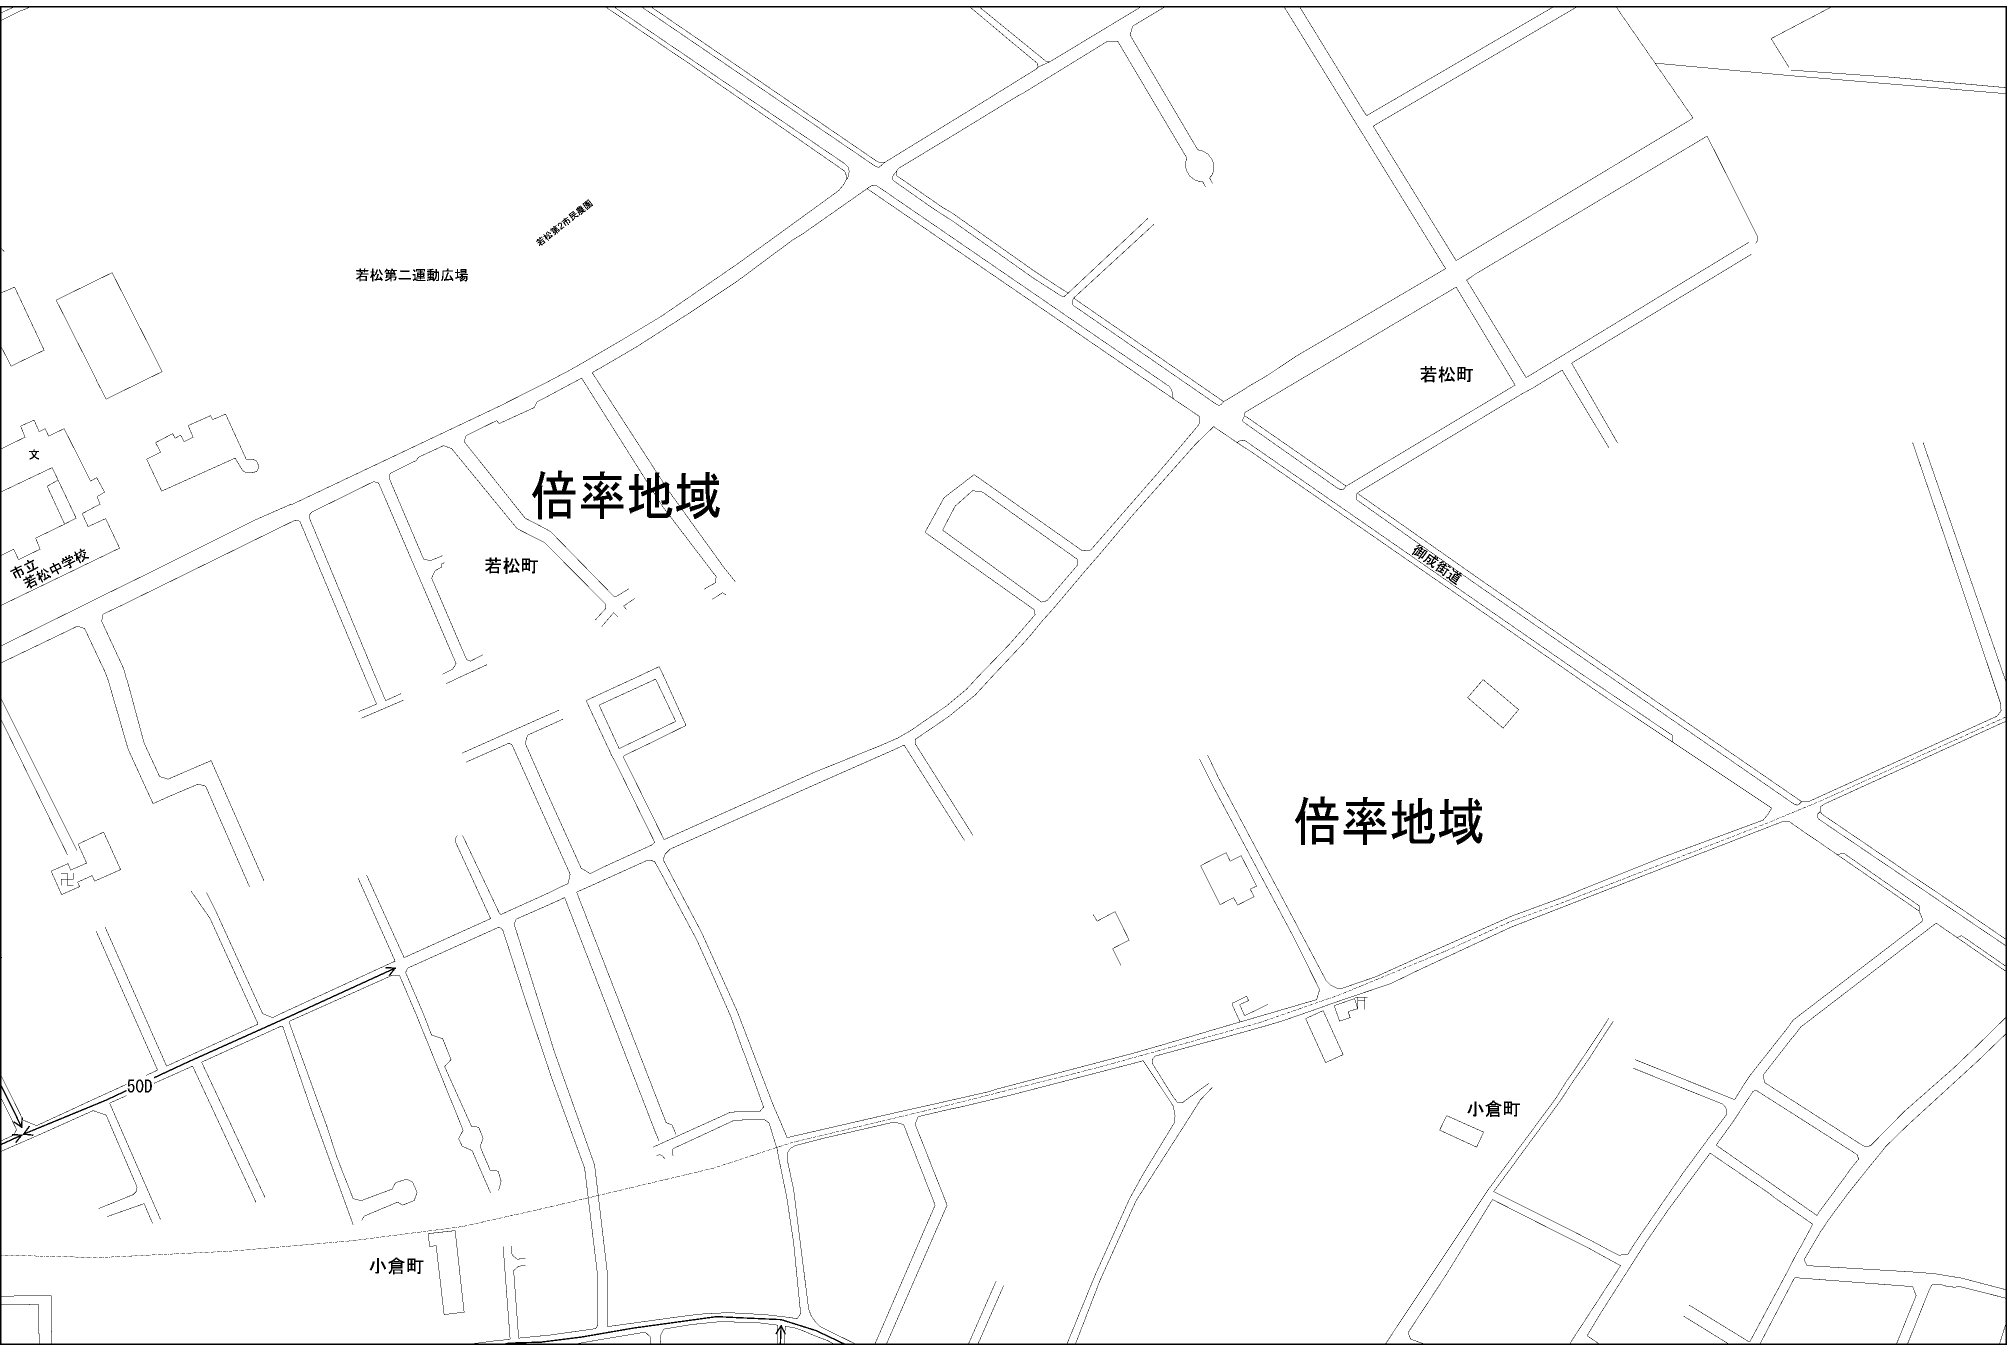 若松第2市民農園
若松第二運動広場
若松町
文
倍率地域
市立
若松中学校
若松町
御成街道
倍率地域
50D
小倉町
小倉町